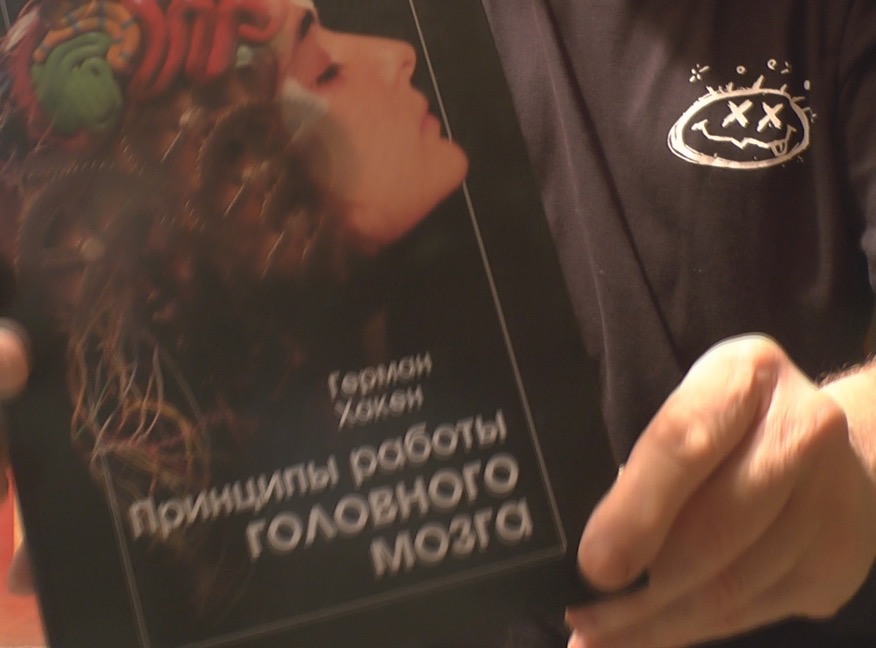 Герман
Хакен
Принципы работы
головного
мозга